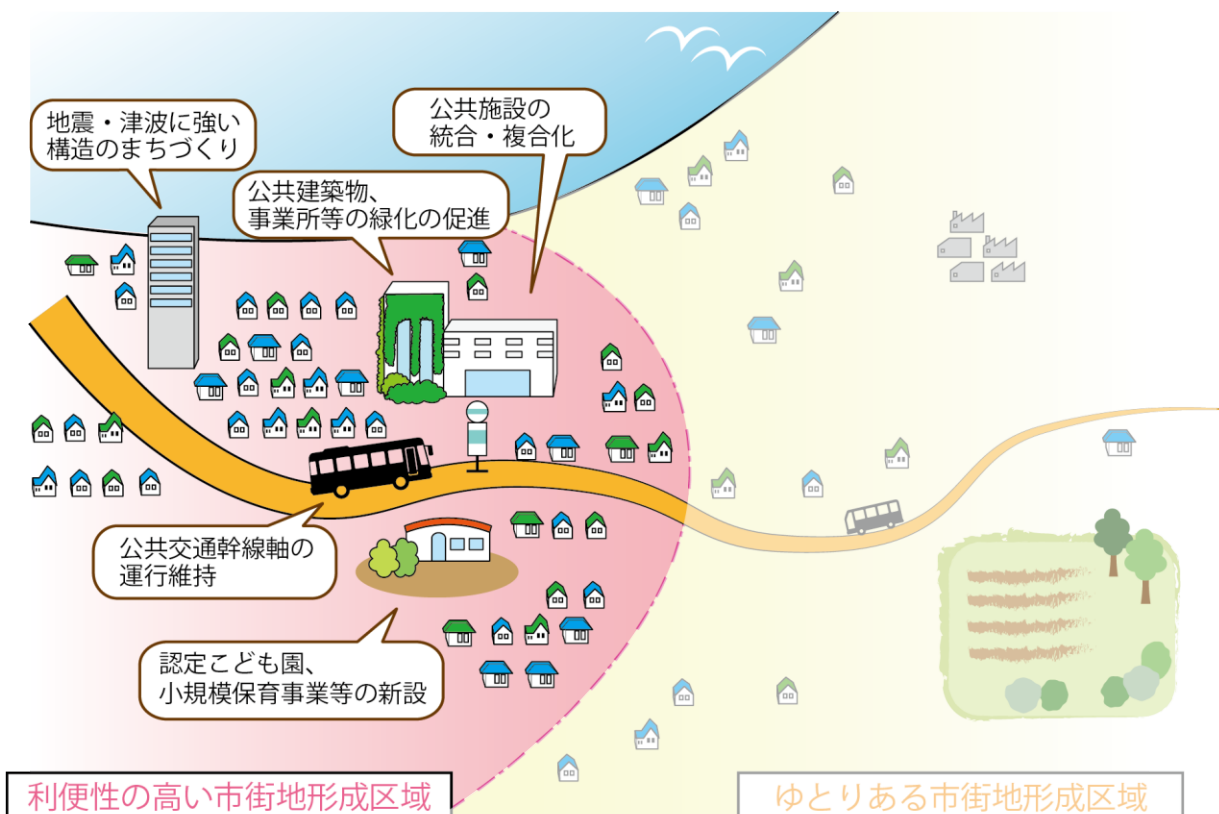 地震・津波に強い
構造のまちづくり
公共施設の
統合・複合化
公共建築物、
事業所等の緑化の促進
公共交通幹線軸の
運行維持
認定こども園、
小規模保育事業等の新設
利便性の高い市街地形成区域
ゆとりある市街地形成区域